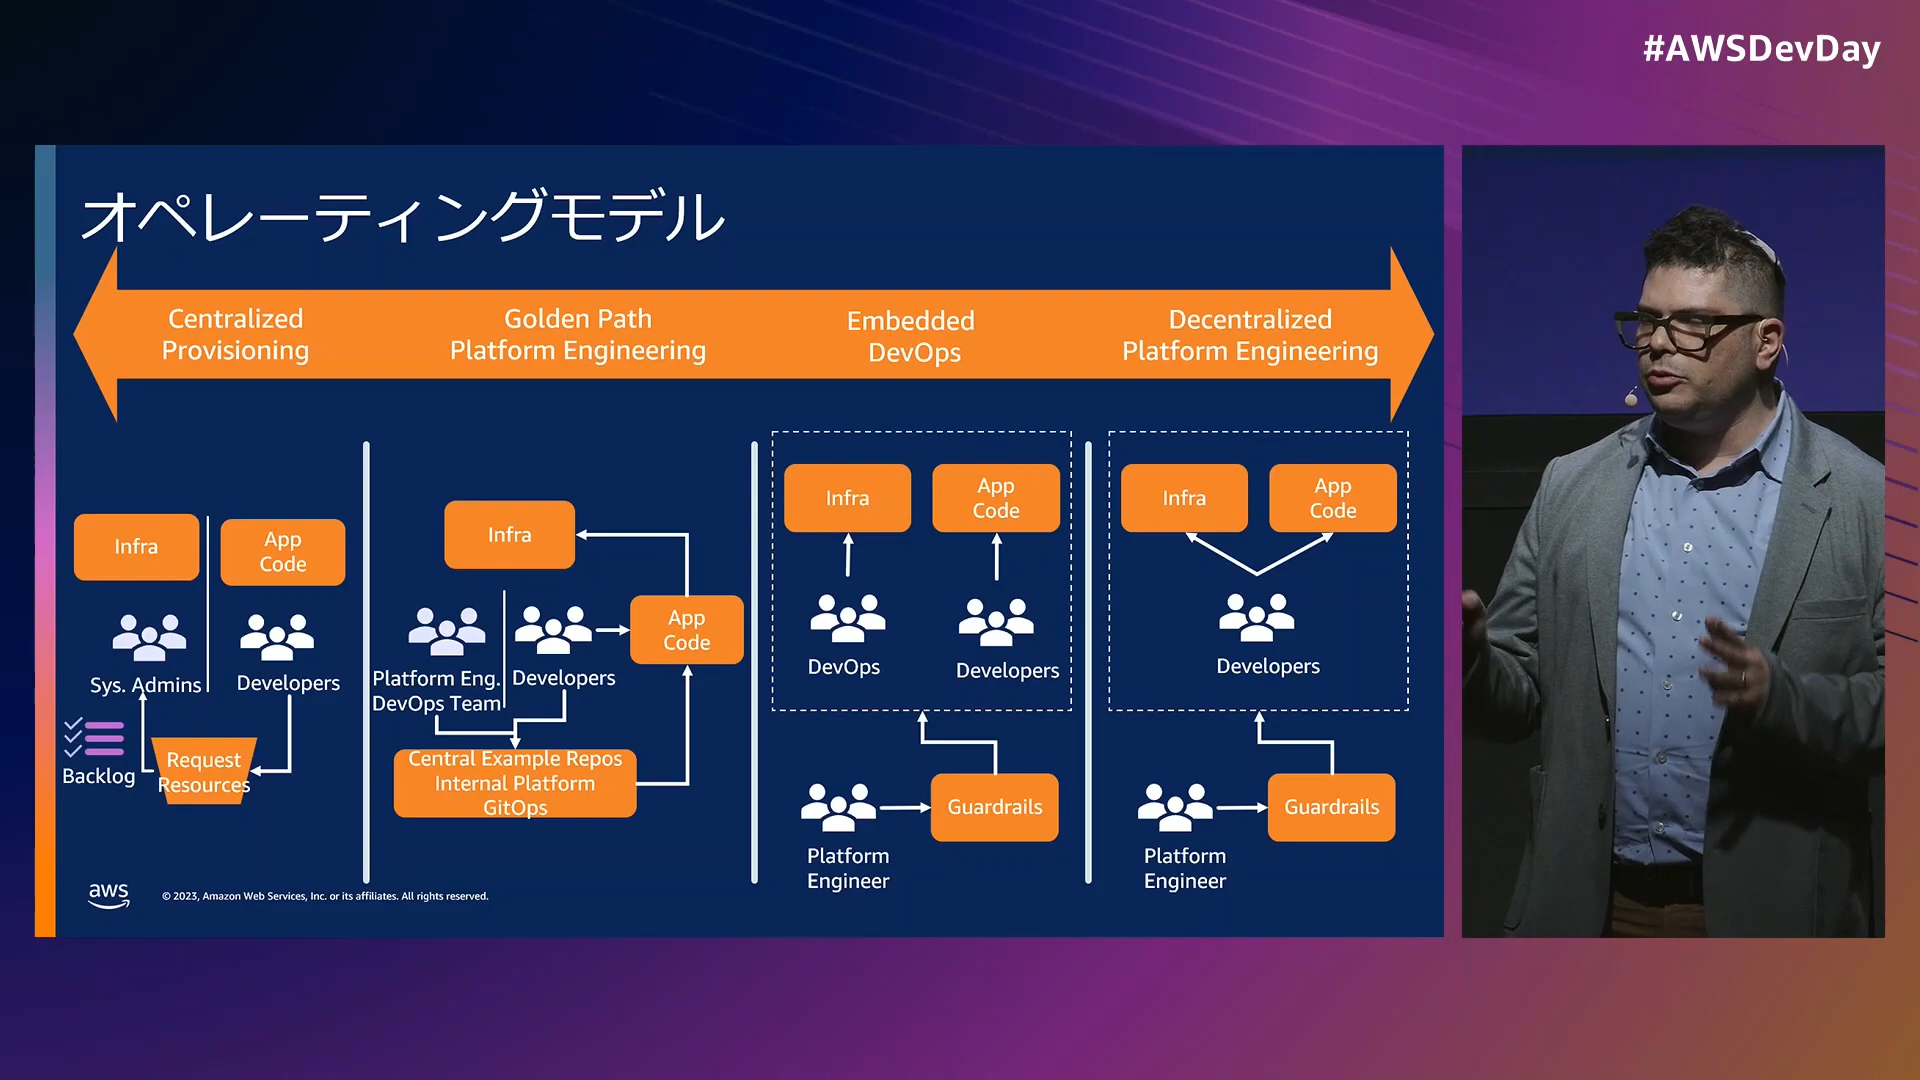 #AWSDevDay
オペレーティングモデル
Centralized
Provisioning
Golden Path
Platform Engineering
Embedded
DevOps
Decentralized
Platform Engineering
Infra
App
Code
Sys. Admins
Developers
Backlog
Request
Resources
Infra
Platform Eng.
DevOps Team
Developers
App
Code
Central Example Repos
Internal Platform
GitOps
Infra
App
Code
DevOps
Developers
Platform
Engineer
Guardrails
Infra
App
Code
Developers
Platform
Engineer
Guardrails
aws
© 2023, Amazon Web Services, Inc. or its affiliates. All rights reserved.